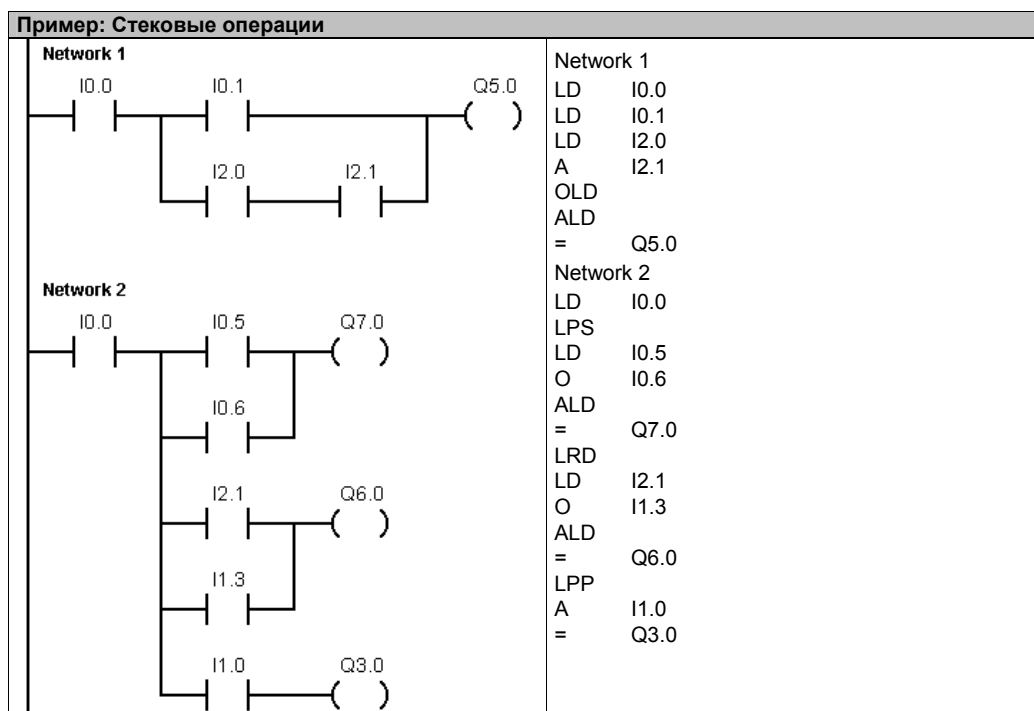 Пример: Стековые операции
Network 1
I0.0 I0.1 Q5.0
I2.0 I2.1
Network 2
I0.0 I0.5 Q7.0
I0.6
I2.1 Q6.0
I1.3
I1.0 Q3.0
Network 1
LD I0.0
LD I0.1
LD I2.0
A I2.1
OLD
ALD
= Q5.0
Network 2
LD I0.0
LPS
LD I0.5
O I0.6
ALD
= Q7.0
LRD
LD I2.1
O I1.3
ALD
= Q6.0
LPP
A I1.0
= Q3.0